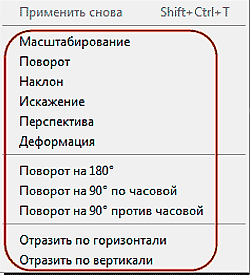 Применить снова Shift+Ctrl+T
Масштабирование
Поворот
Наклон
Искажение
Перспектива
Деформация
Поворот на 180°
Поворот на 90° по часовой
Поворот на 90° против часовой
Отразить по горизонтали
Отразить по вертикали